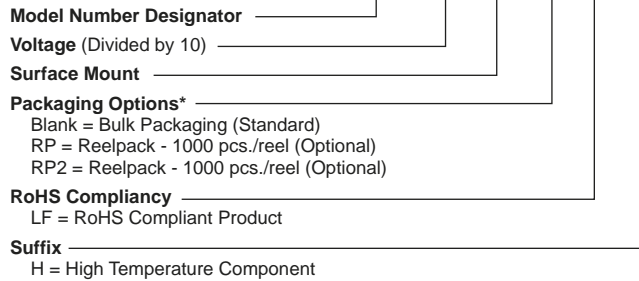 Model Number Designator
Voltage (Divided by 10)
Surface Mount
Packaging Options*
Blank = Bulk Packaging (Standard)
RP = Reelpack - 1000 pcs./reel (Optional)
RP2 = Reelpack - 1000 pcs./reel (Optional)
RoHS Compliancy
LF = RoHS Compliant Product
Suffix
H = High Temperature Component